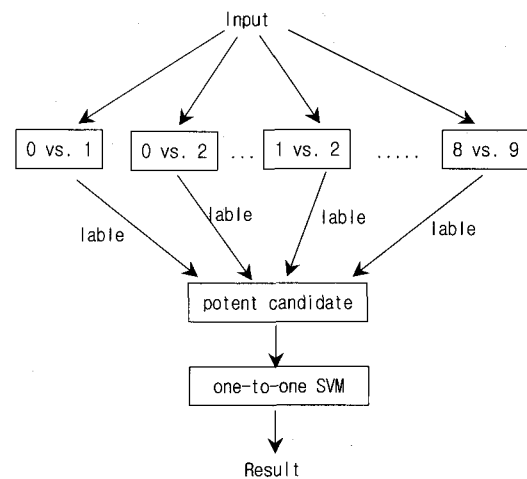 Input
0 vs. 1
0 vs. 2
...
1 vs. 2
.....
8 vs. 9
lable
lable
lable
lable
potent candidate
one-to-one SVM
Result